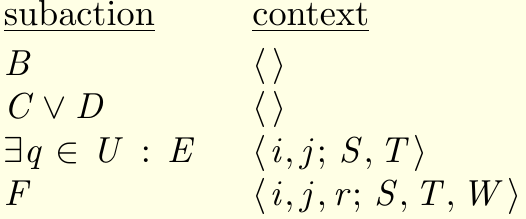 subaction context
B ⟨ ⟩
C ∨ D ⟨ ⟩
∃q ∈ U : E ⟨ i, j; S, T ⟩
F ⟨ i, j, r; S, T, W ⟩